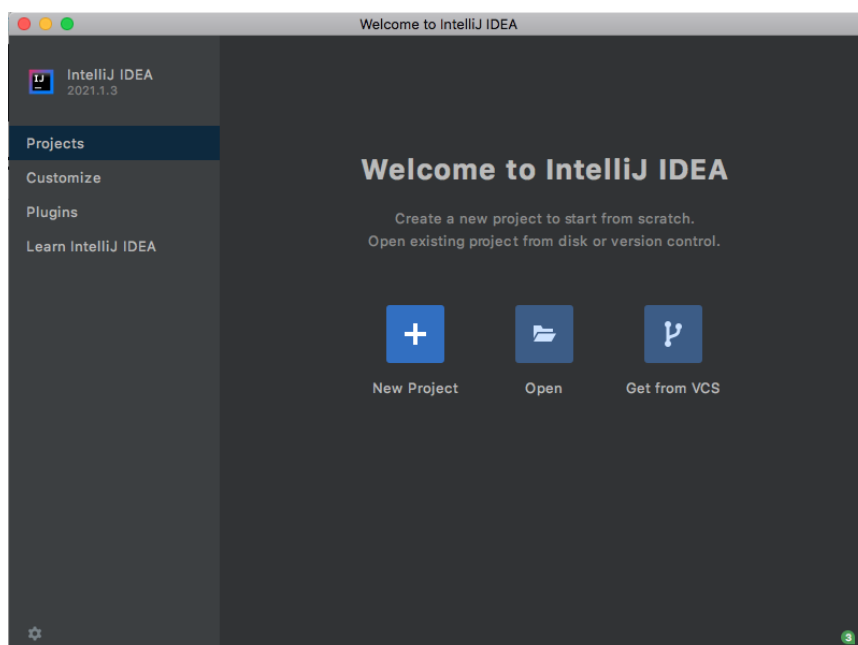 Welcome to IntelliJ IDEA
IJ
IntelliJ IDEA
2021.1.3
Projects
Customize
Plugins
Learn IntelliJ IDEA
Welcome to IntelliJ IDEA
Create a new project to start from scratch.
Open existing project from disk or version control.
New Project
Open
Get from VCS
3